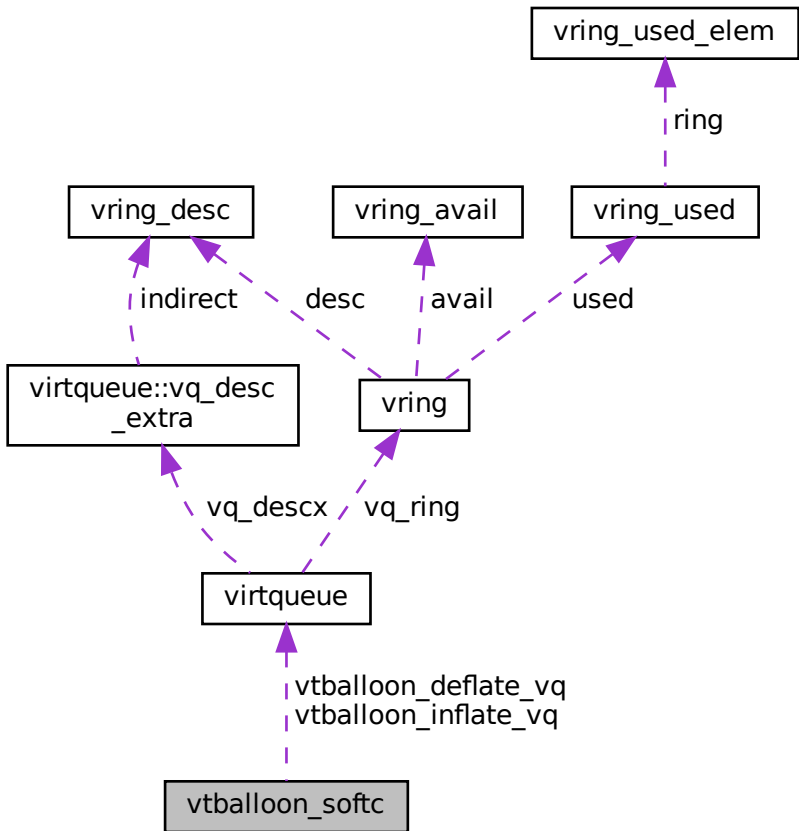 vring_used_elem
ring
vring_desc
vring_avail
vring_used
indirect
desc
avail
used
virtqueue::vq_desc
_extra
vring
vq_descx
vq_ring
virtqueue
vtballoon_deflate_vq
vtballoon_inflate_vq
vtballoon_softc